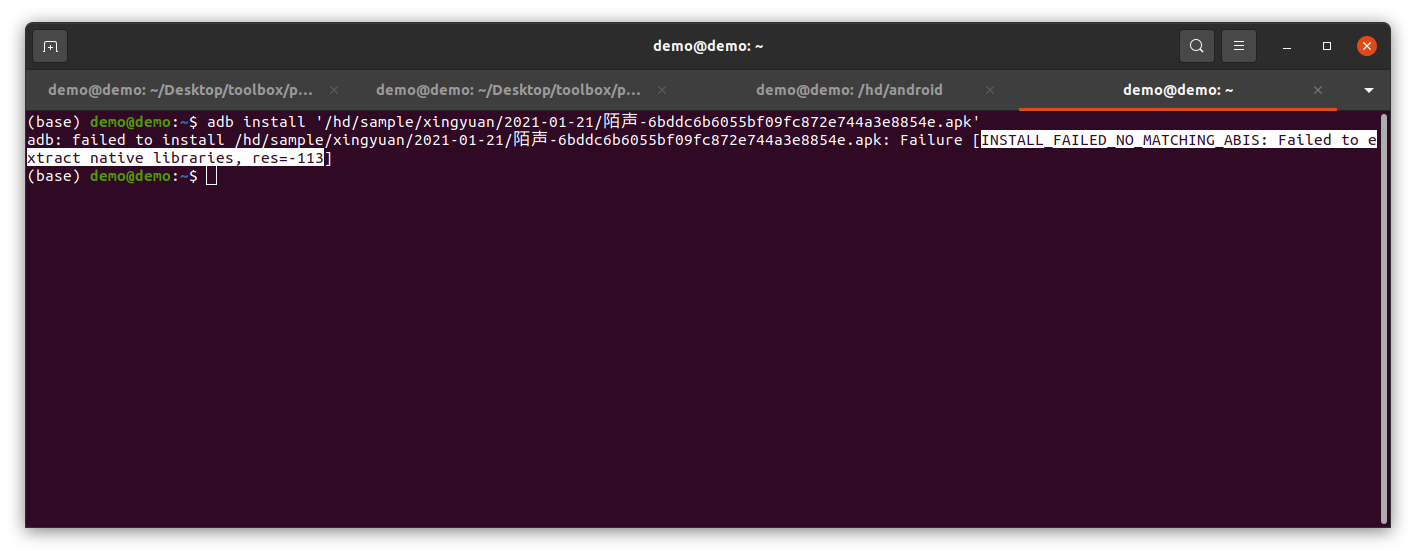 demo@demo: ~
demo@demo: ~/Desktop/toolbox/p...
demo@demo: ~/Desktop/toolbox/p...
demo@demo: /hd/android
demo@demo: ~
(base) demo@demo:~$ adb install '/hd/sample/xingyuan/2021-01-21/陌声-6bddc6b6055bf09fc872e744a3e8854e.apk'
adb: failed to install /hd/sample/xingyuan/2021-01-21/陌声-6bddc6b6055bf09fc872e744a3e8854e.apk: Failure [INSTALL_FAILED_NO_MATCHING_ABIS: Failed to e
xtract native libraries, res=-113]
(base) demo@demo:~$